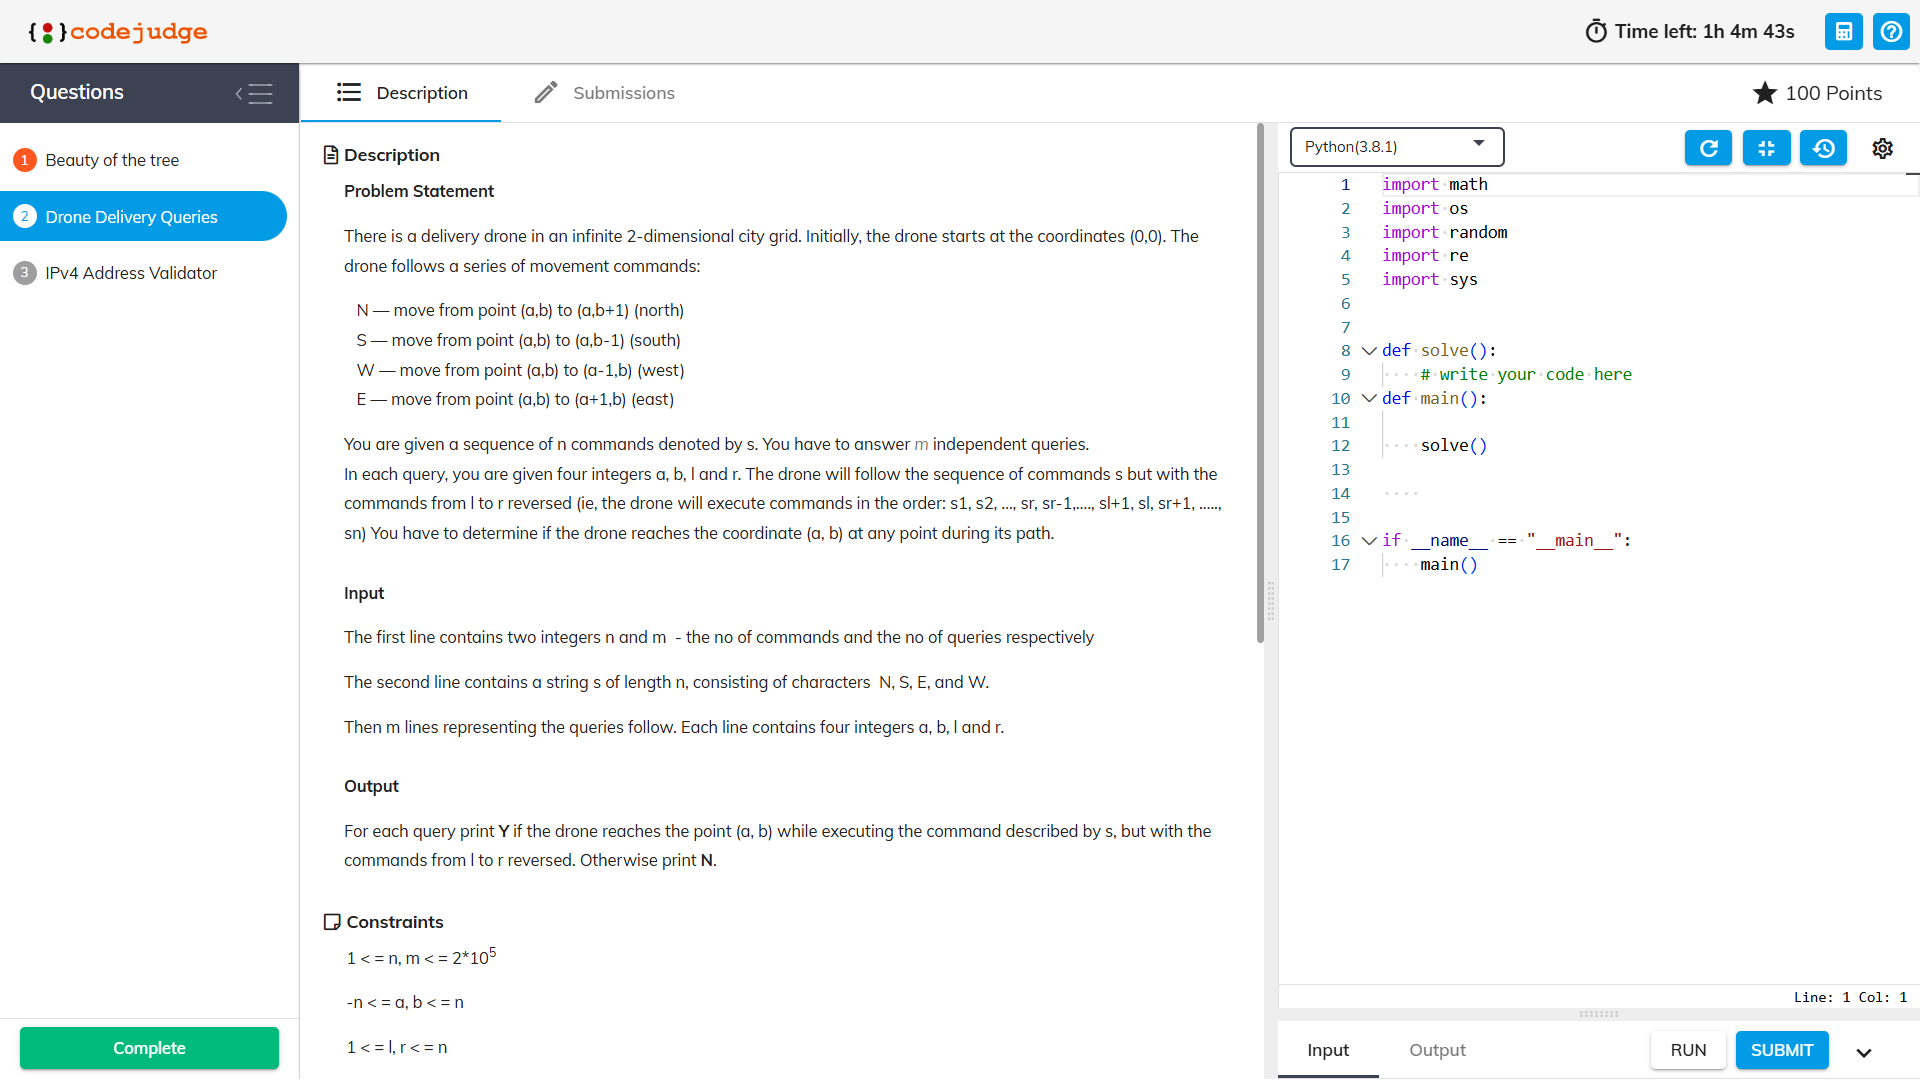 { }codejudge
Time left: 1h 4m 43s
Questions
Description
Submissions
100 Points
1 Beauty of the tree
2 Drone Delivery Queries
3 IPv4 Address Validator
Complete
Description
Problem Statement
There is a delivery drone in an infinite 2-dimensional city grid. Initially, the drone starts at the coordinates (0,0). The
drone follows a series of movement commands:
N — move from point (a,b) to (a,b+1) (north)
S — move from point (a,b) to (a,b-1) (south)
W — move from point (a,b) to (a-1,b) (west)
E — move from point (a,b) to (a+1,b) (east)
You are given a sequence of n commands denoted by s. You have to answer m independent queries.
In each query, you are given four integers a, b, l and r. The drone will follow the sequence of commands s but with the
commands from l to r reversed (ie, the drone will execute commands in the order: s1, s2, ..., sr, sr-1,...., sl+1, sl, sr+1, .....,
sn) You have to determine if the drone reaches the coordinate (a, b) at any point during its path.
Input
The first line contains two integers n and m  - the no of commands and the no of queries respectively
The second line contains a string s of length n, consisting of characters  N, S, E, and W.
Then m lines representing the queries follow. Each line contains four integers a, b, l and r.
Output
For each query print Y if the drone reaches the point (a, b) while executing the command described by s, but with the
commands from l to r reversed. Otherwise print N.
Constraints
1 < = n, m < = 2*10⁵
-n < = a, b < = n
1 < = l, r < = n
Python(3.8.1)
1 import math
2 import os
3 import random
4 import re
5 import sys
6
7
8 def solve():
9     # write your code here
10 def main():
11
12     solve()
13
14
15
16 if __name__ == "__main__":
17     main()
Line: 1 Col: 1
Input
Output
RUN
SUBMIT